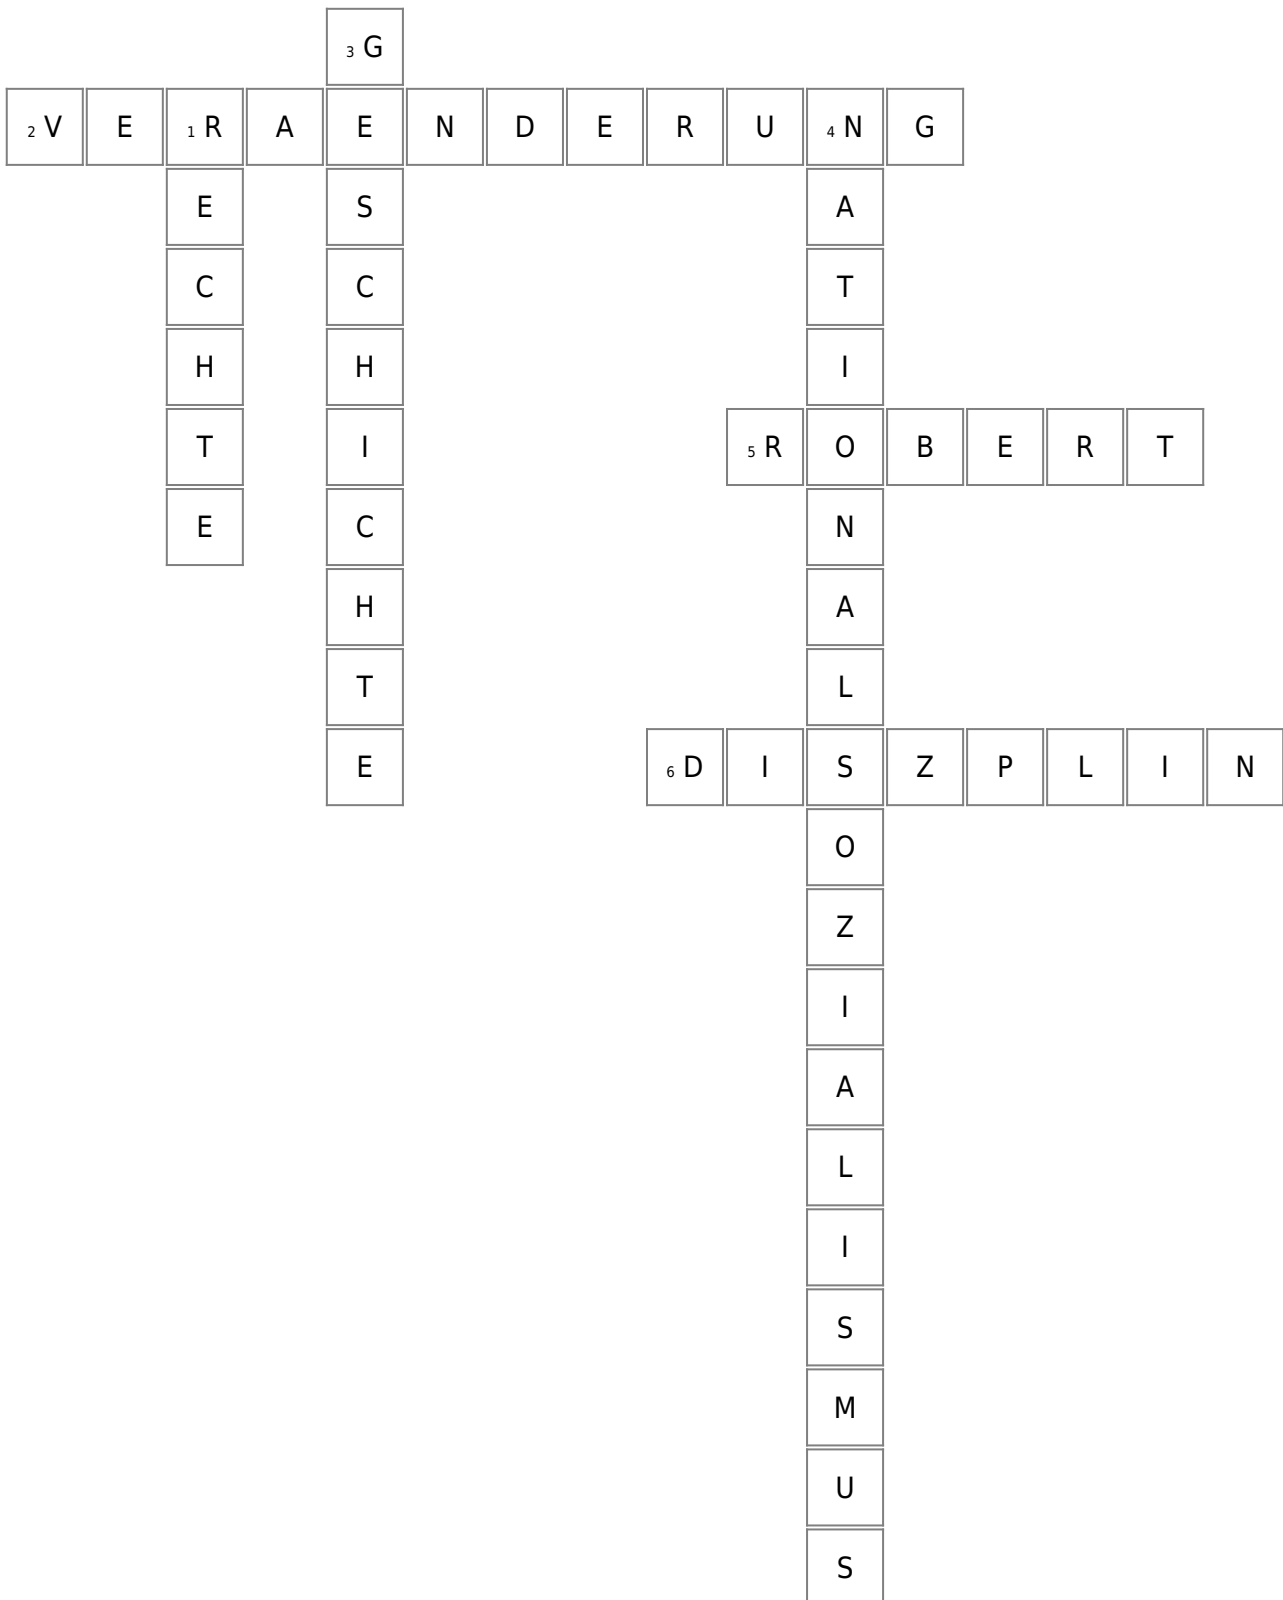 3 G
2 V E 1 R A E N D E R U 4 N G
E S A
C C T
H H I
T I 5 R O B E R T
E C N
H A
T L
E 6 D I S Z P L I N
O
Z
I
A
L
I
S
M
U
S